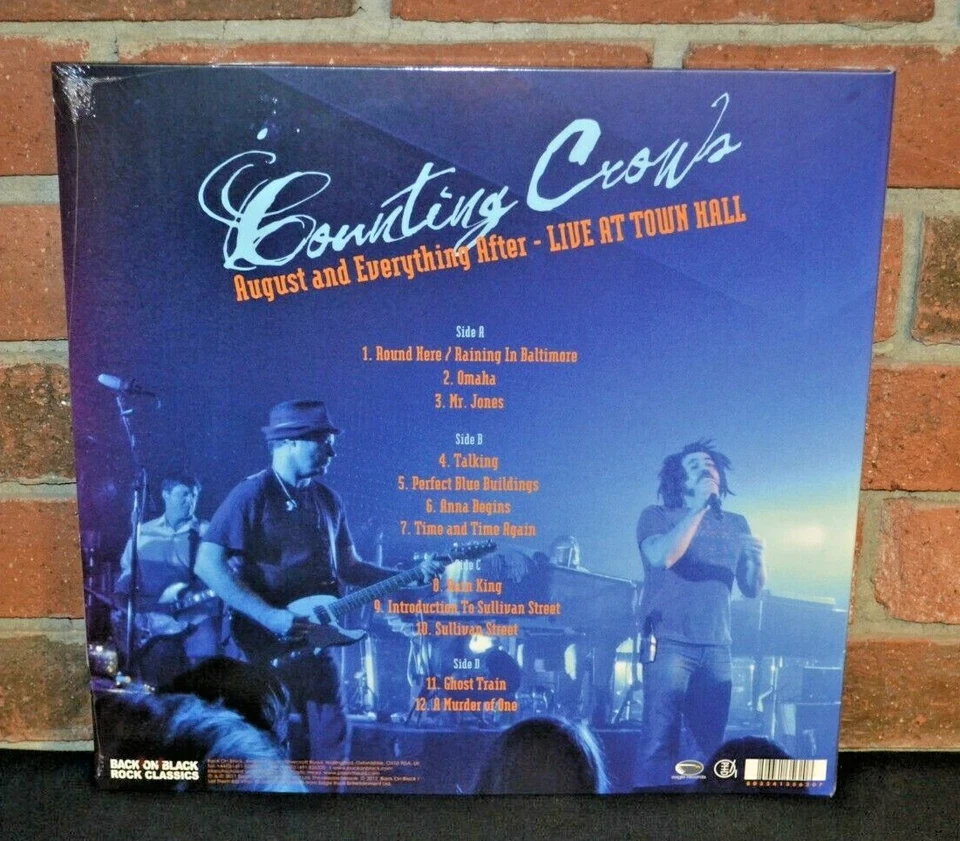 Counting Crows
August and Everything After - LIVE AT TOWN HALL
Side A
1. Round Here / Raining In Baltimore
2. Omaha
3. Mr. Jones
Side B
4. Talking
5. Perfect Blue Buildings
6. Anna Begins
7. Time and Time Again
Side C
8. Rain King
9. Introduction To Sullivan Street
10. Sullivan Street
Side D
11. Ghost Train
12. A Murder of One
BACK ON BLACK
ROCK CLASSICS
eagle records